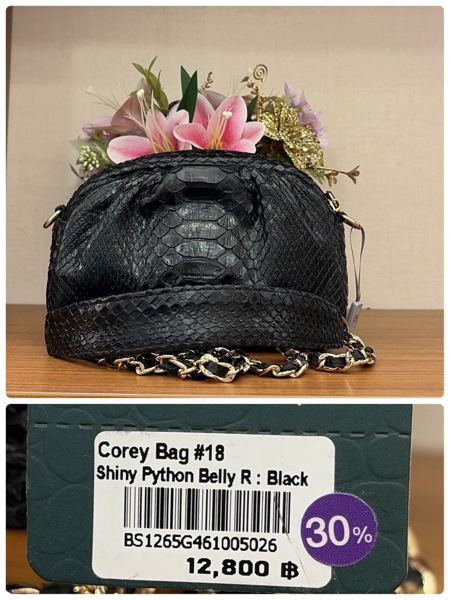 Corey Bag #18
Shiny Python Belly R : Black
BS1265G461005026
30%
12,800 ฿